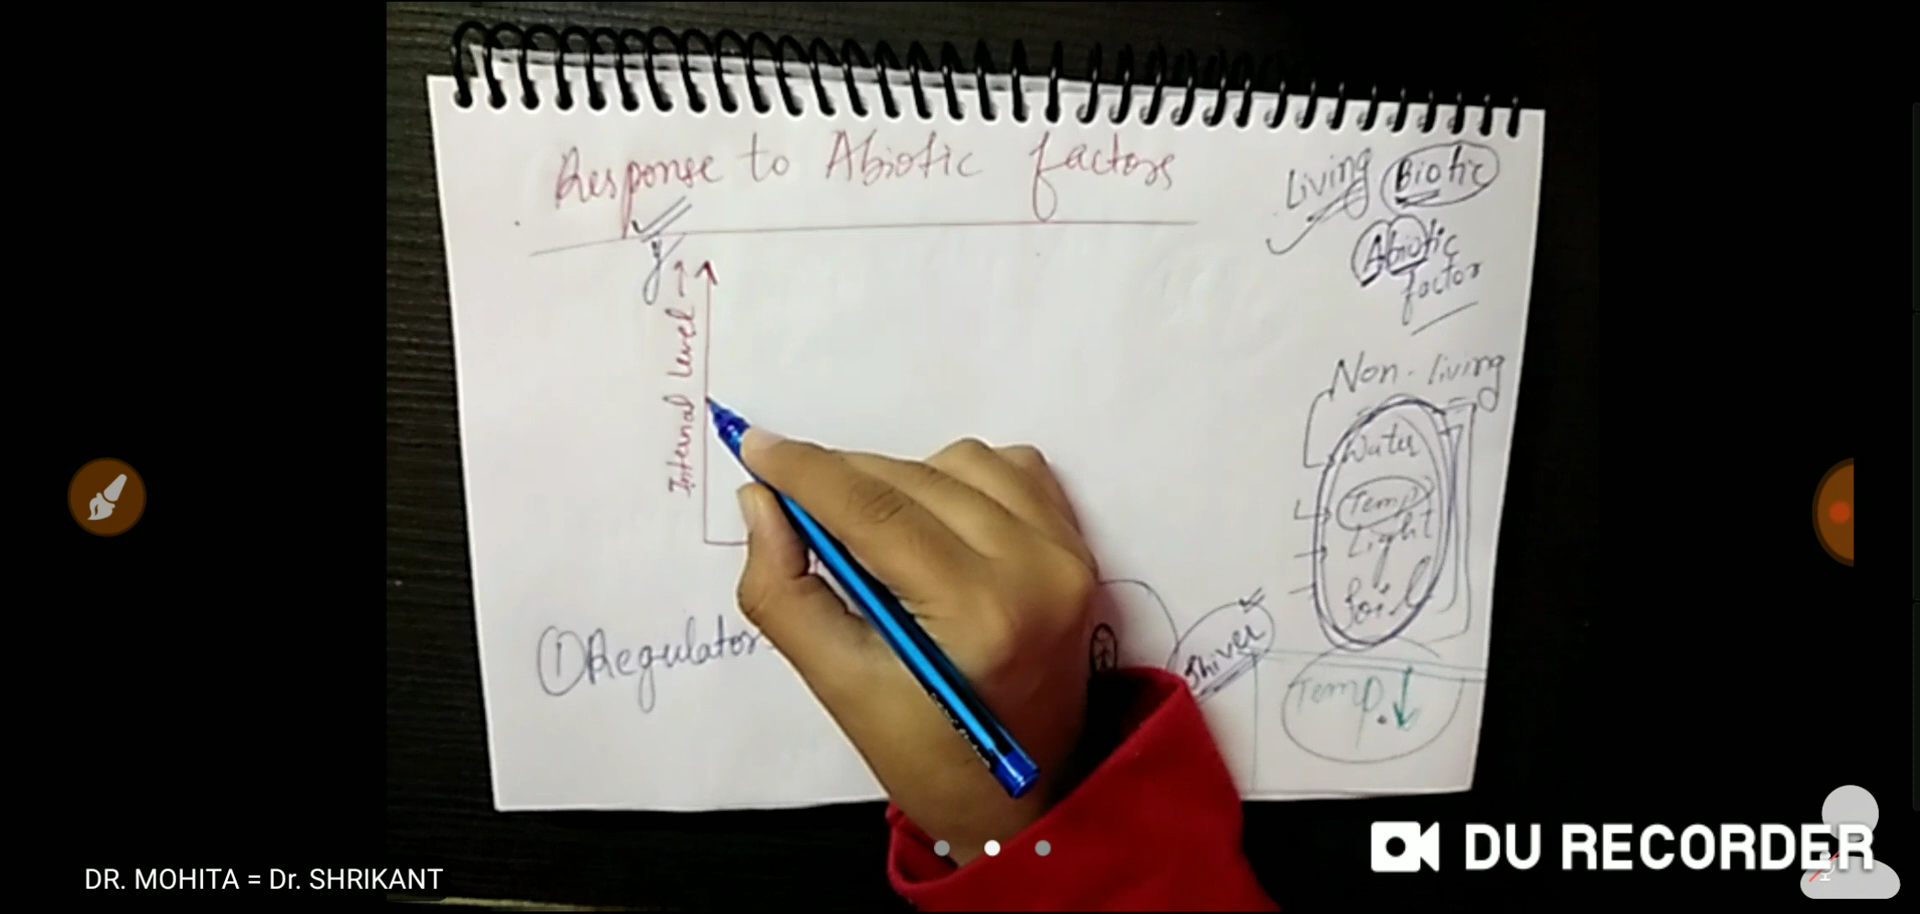 Response to Abiotic factors
Living Biotic
Abiotic
factor
y
Internal level →
Non-living
Water
Temp
Light
Soil
① Regulator
Shiver
Temp. ↓
DU RECORDER
DR. MOHITA = Dr. SHRIKANT